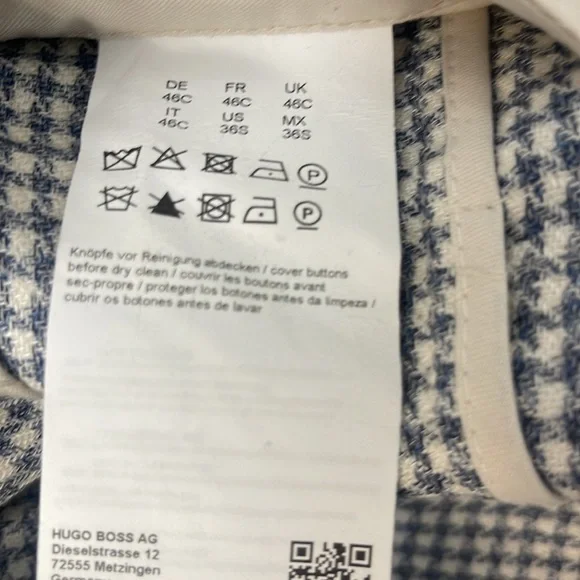 DE FR UK
46C 46C 46C
IT US MX
46C 36S 36S
P
P
Knöpfe vor Reinigung abdecken / cover buttons
before dry clean / couvrir les boutons avant
sec-propre / proteger los botones antes da limpeza /
cubrir os botones antes de lavar
HUGO BOSS AG
Dieselstrasse 12
72555 Metzingen
Germany